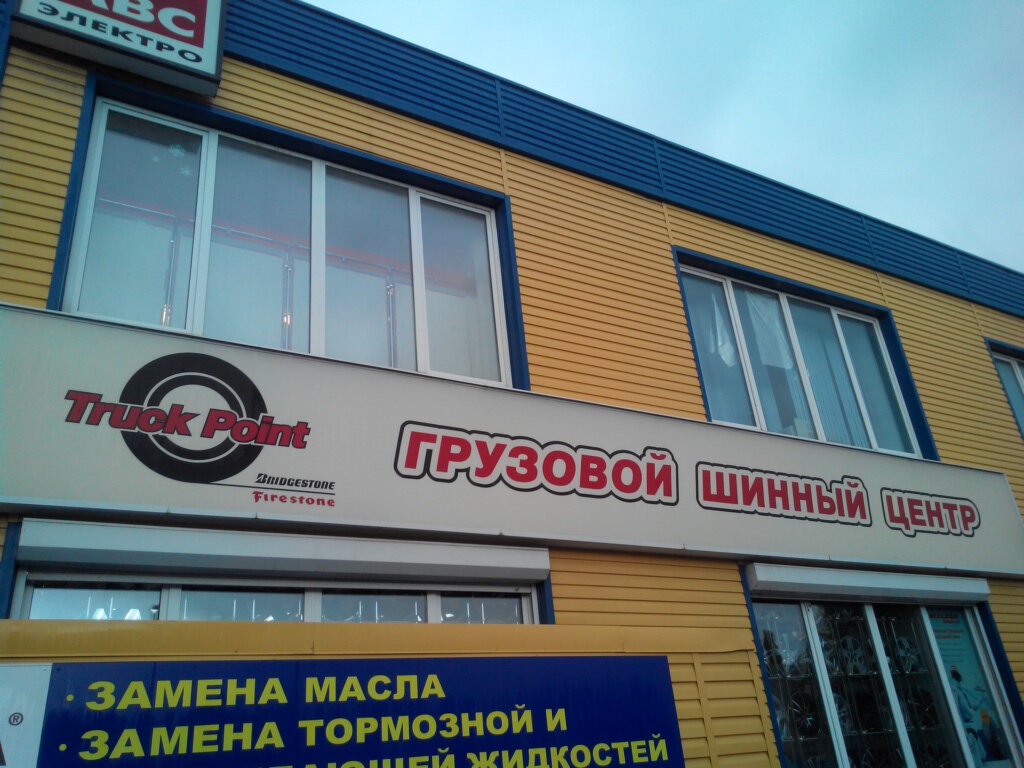 ABC
ЭЛЕКТРО
Truck Point
BRIDGESTONE
Firestone
ГРУЗОВОЙ ШИННЫЙ ЦЕНТР
®
· ЗАМЕНА МАСЛА
· ЗАМЕНА ТОРМОЗНОЙ И
ЖИДКОСТЕЙ